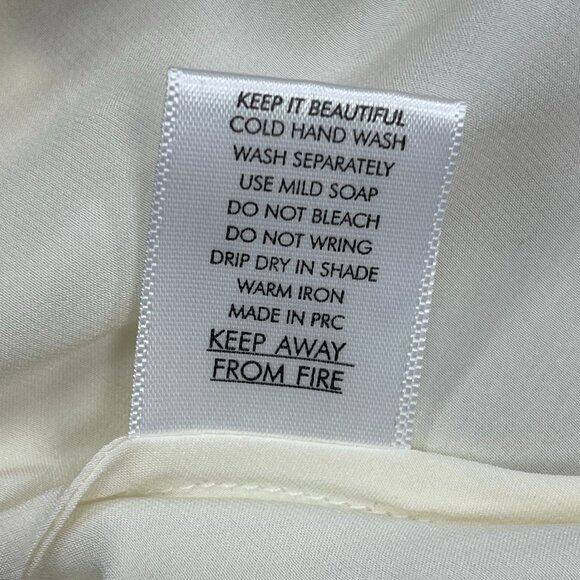 KEEP IT BEAUTIFUL
COLD HAND WASH
WASH SEPARATELY
USE MILD SOAP
DO NOT BLEACH
DO NOT WRING
DRIP DRY IN SHADE
WARM IRON
MADE IN PRC
KEEP AWAY
FROM FIRE